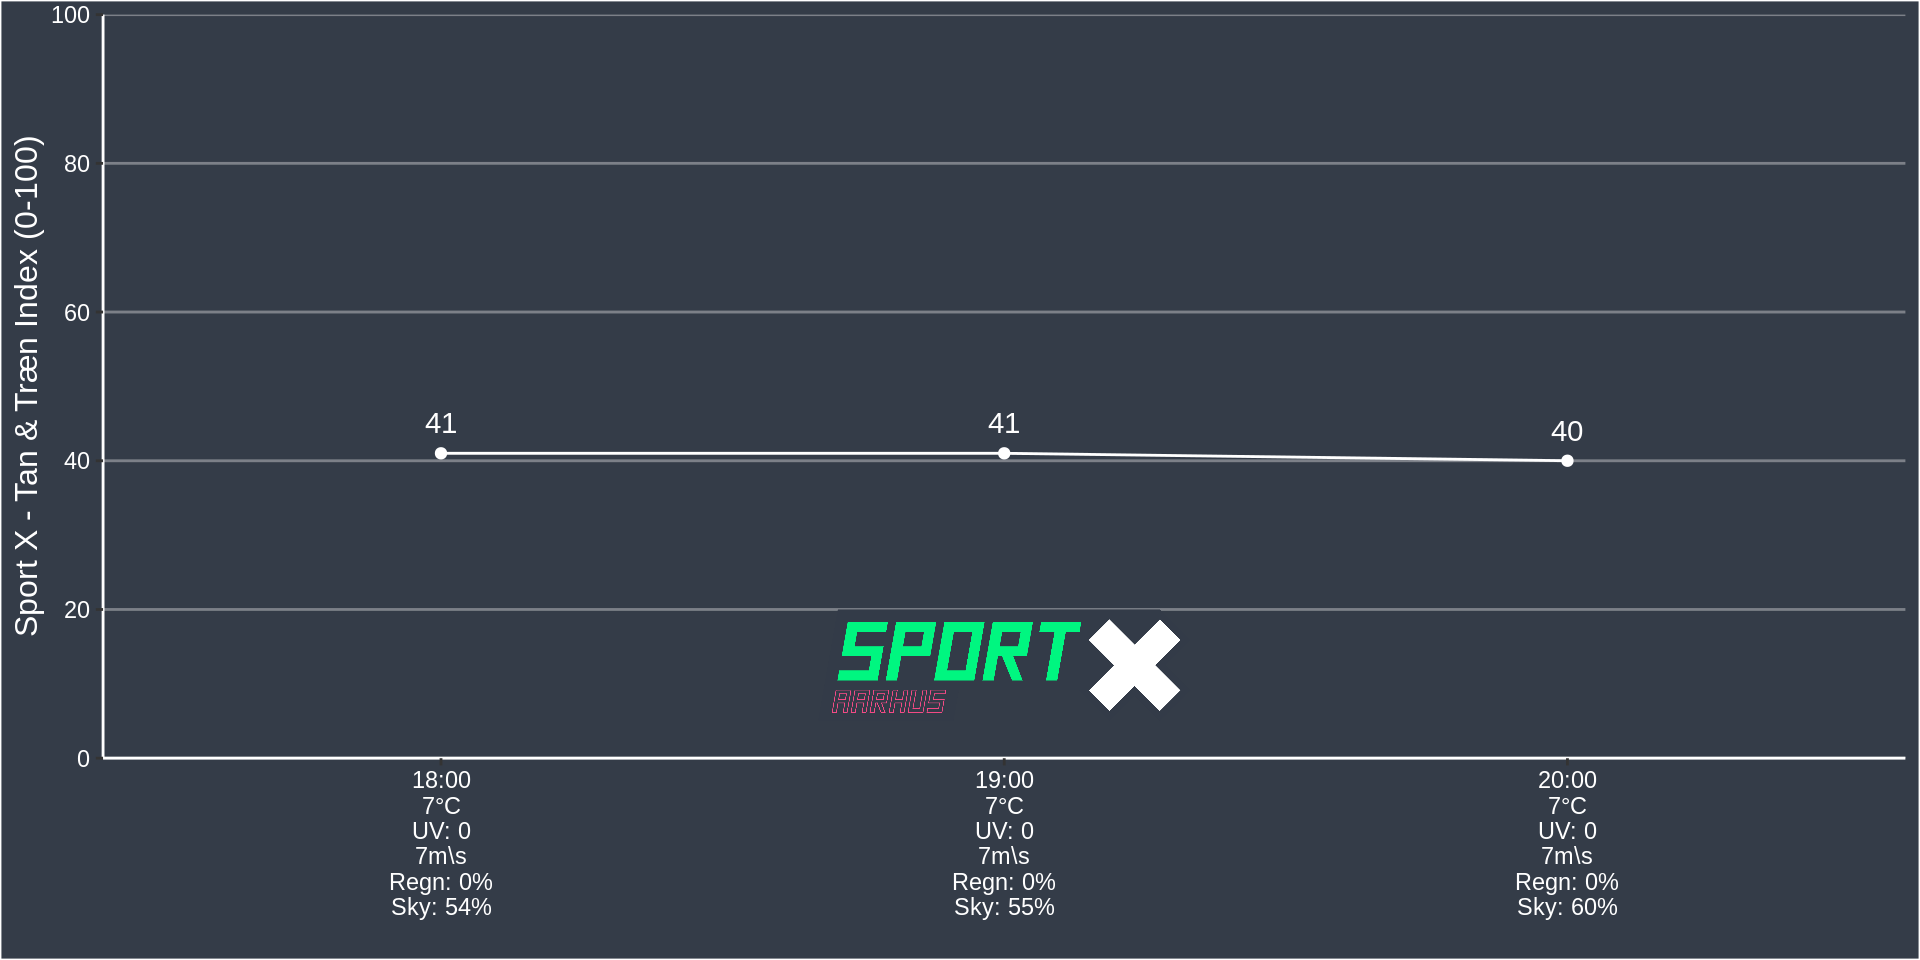 Sport X - Tan & Træn Index (0-100)
100
80
60
40
20
0
41
41
40
SPORT X
AARHUS
18:00
7°C
UV: 0
7m\s
Regn: 0%
Sky: 54%
19:00
7°C
UV: 0
7m\s
Regn: 0%
Sky: 55%
20:00
7°C
UV: 0
7m\s
Regn: 0%
Sky: 60%